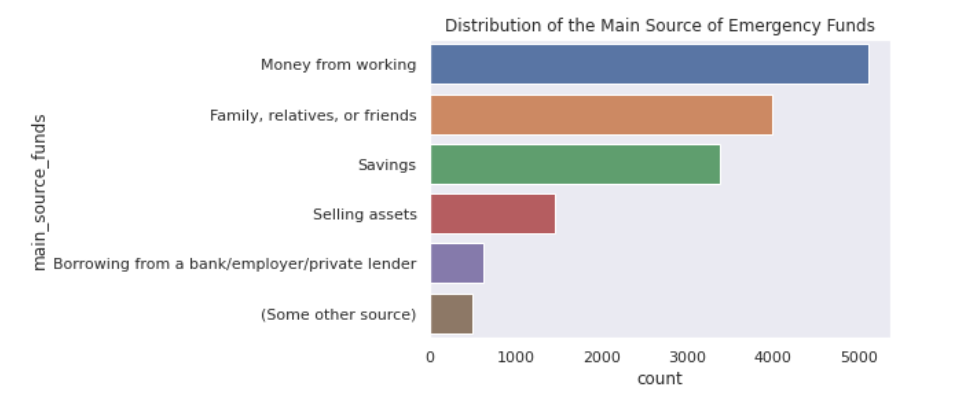 Distribution of the Main Source of Emergency Funds
main_source_funds
Money from working
Family, relatives, or friends
Savings
Selling assets
Borrowing from a bank/employer/private lender
(Some other source)
0 1000 2000 3000 4000 5000
count